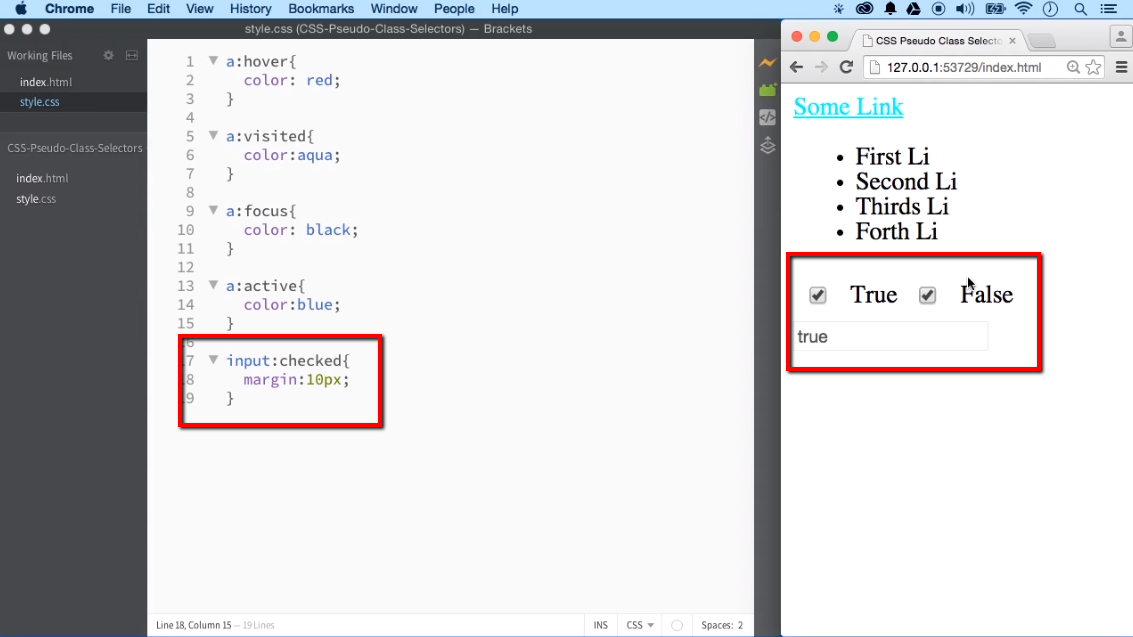 Chrome File Edit View History Bookmarks Window People Help
style.css (CSS-Pseudo-Class-Selectors) — Brackets
Working Files
index.html
style.css
CSS-Pseudo-Class-Selectors
index.html
style.css
1 a:hover{
2 color: red;
3 }
4
5 a:visited{
6 color:aqua;
7 }
8
9 a:focus{
10 color: black;
11 }
12
13 a:active{
14 color:blue;
15 }
16
17 input:checked{
18 margin:10px;
19 }
Line 18, Column 15 — 19 Lines
INS CSS Spaces: 2
CSS Pseudo Class Selecto
127.0.0.1:53729/index.html
Some Link
• First Li
• Second Li
• Thirds Li
• Forth Li
True False
true